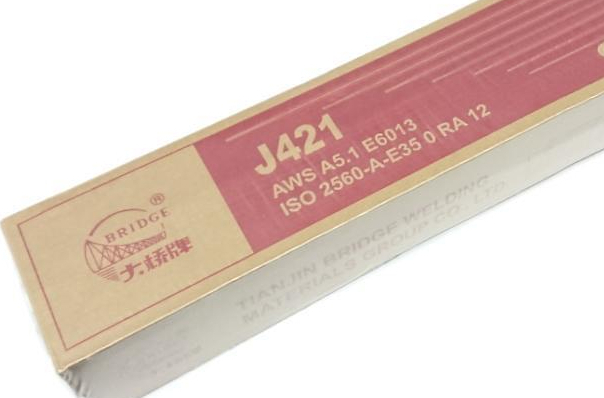 J421
AWS A5.1 E6013
ISO 2560-A-E35 0 RA 12
BRIDGE®
大桥牌
TIANJIN BRIDGE WELDING
MATERIALS GROUP CO., LTD.